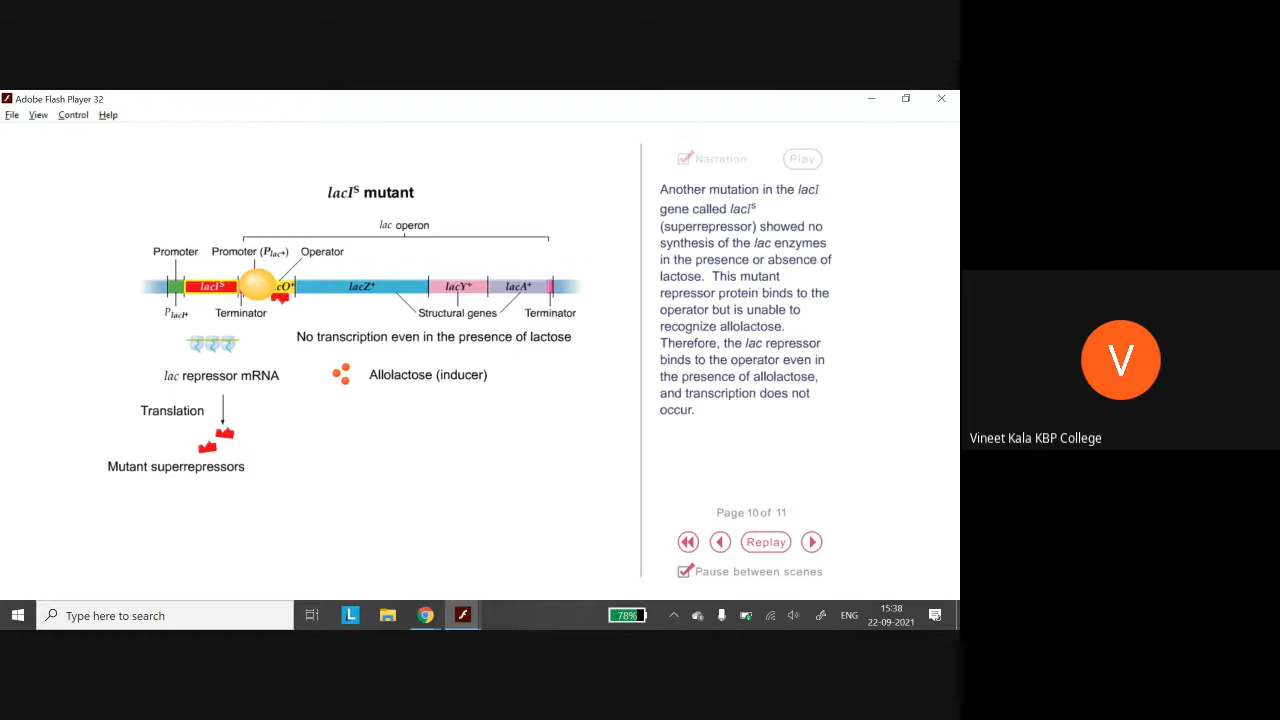 Adobe Flash Player 32
File View Control Help
lacIS mutant
lac operon
Promoter Promoter (Plac+) Operator
lacIS cO+ lacZ+ lacY+ lacA+
PlacI+ Terminator Structural genes Terminator
No transcription even in the presence of lactose
lac repressor mRNA
Allolactose (inducer)
Translation
Mutant superrepressors
Narration Play
Another mutation in the lacI
gene called lacIs
(superrepressor) showed no
synthesis of the lac enzymes
in the presence or absence of
lactose. This mutant
repressor protein binds to the
operator but is unable to
recognize allolactose.
Therefore, the lac repressor
binds to the operator even in
the presence of allolactose,
and transcription does not
occur.
Page 10 of 11
Replay
Pause between scenes
V
Vineet Kala KBP College
Type here to search
L
78%
ENG
15:38
22-09-2021